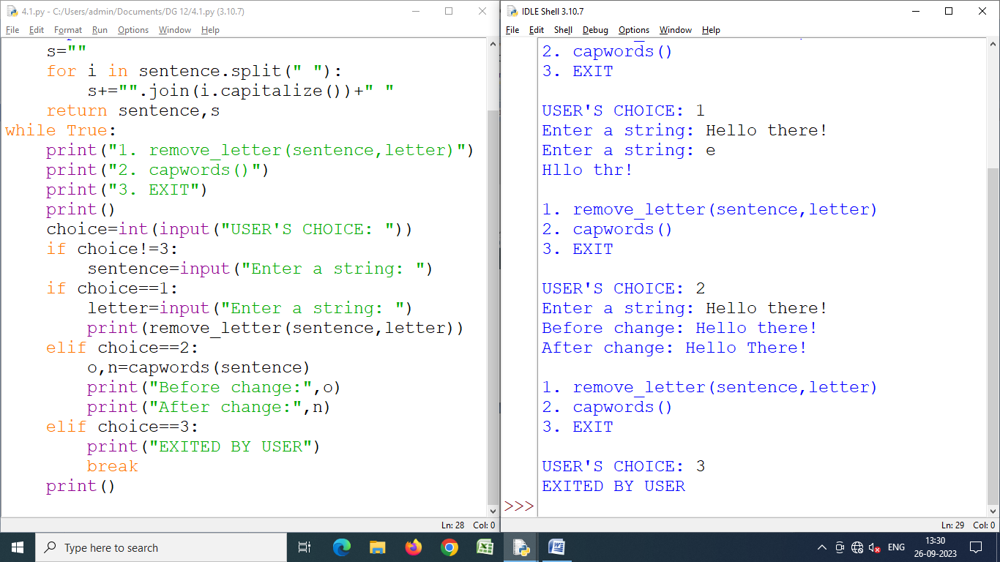 4.1.py - C:/Users/admin/Documents/DG 12/4.1.py (3.10.7)
File Edit Format Run Options Window Help
s=""
for i in sentence.split(" "):
s+="".join(i.capitalize())+" "
return sentence,s
while True:
print("1. remove_letter(sentence,letter)")
print("2. capwords()")
print("3. EXIT")
print()
choice=int(input("USER'S CHOICE: "))
if choice!=3:
sentence=input("Enter a string: ")
if choice==1:
letter=input("Enter a string: ")
print(remove_letter(sentence,letter))
elif choice==2:
o,n=capwords(sentence)
print("Before change:",o)
print("After change:",n)
elif choice==3:
print("EXITED BY USER")
break
print()
Ln: 28 Col: 0
IDLE Shell 3.10.7
File Edit Shell Debug Options Window Help
2. capwords()
3. EXIT
USER'S CHOICE: 1
Enter a string: Hello there!
Enter a string: e
Hllo thr!
1. remove_letter(sentence,letter)
2. capwords()
3. EXIT
USER'S CHOICE: 2
Enter a string: Hello there!
Before change: Hello there!
After change: Hello There!
1. remove_letter(sentence,letter)
2. capwords()
3. EXIT
USER'S CHOICE: 3
EXITED BY USER
>>>
Ln: 29 Col: 0
Type here to search
ENG
13:30
26-09-2023